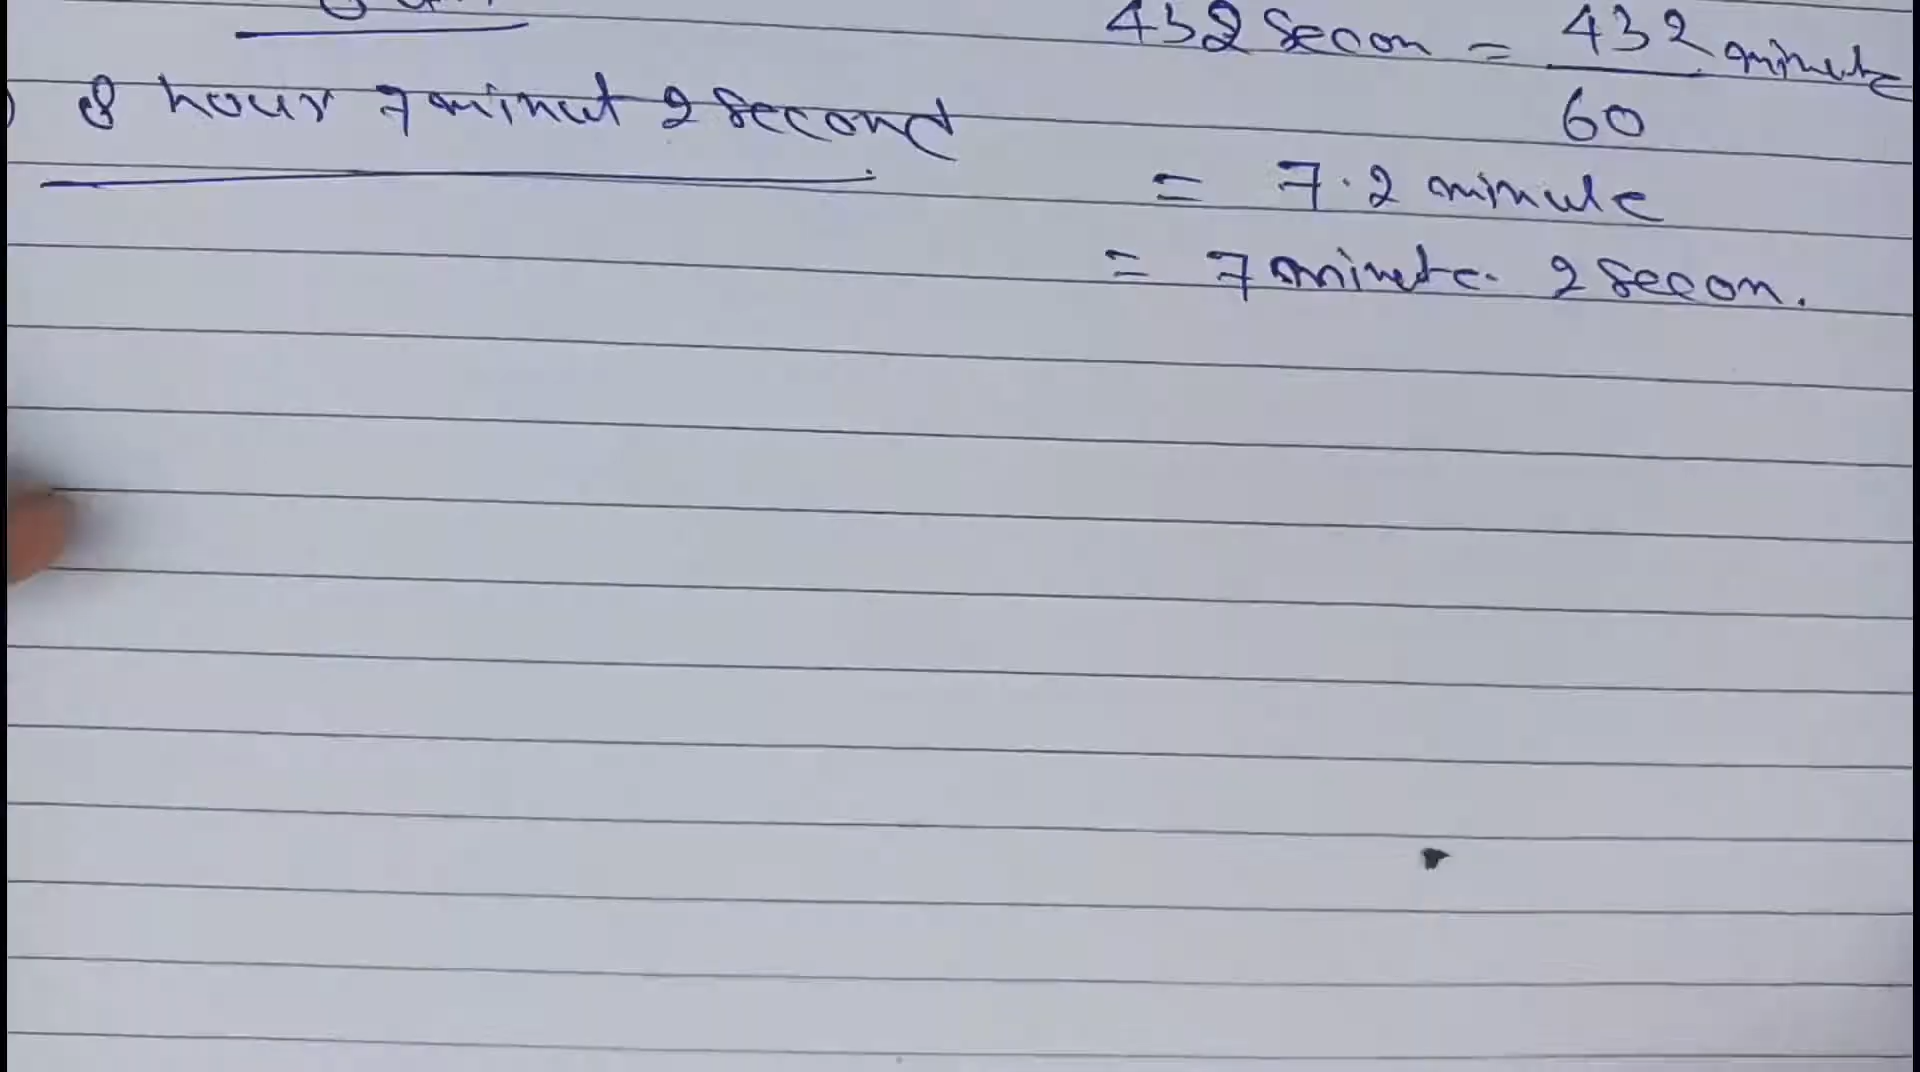 432 Secon = 432 minute
60
8 hour 7 minut 2 Second
= 7.2 minute
= 7 minute. 2 Secon.